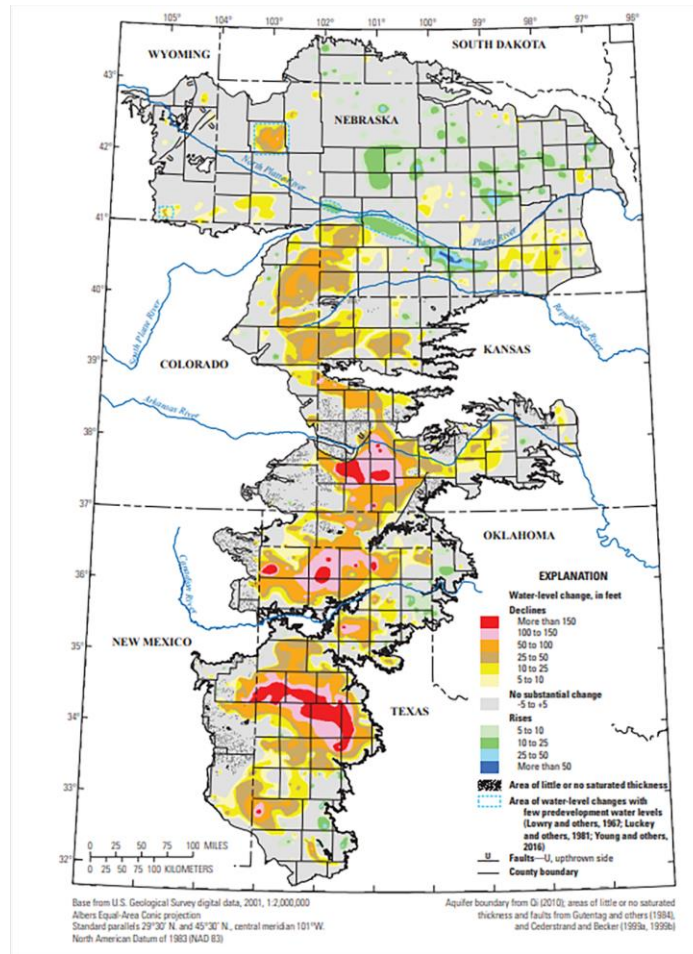 105°
104°
103°
102°
101°
100°
99°
98°
97°
96°
WYOMING
SOUTH DAKOTA
43°
NEBRASKA
42°
North Platte River
41°
Platte River
40°
South Platte River
Republican River
39°
COLORADO
KANSAS
Arkansas River
38°
U
37°
OKLAHOMA
36°
Canadian River
35°
NEW MEXICO
TEXAS
34°
33°
32°
EXPLANATION
Water-level change, in feet
Declines
More than 150
100 to 150
50 to 100
25 to 50
10 to 25
5 to 10
No substantial change
-5 to +5
Rises
5 to 10
10 to 25
25 to 50
More than 50
Area of little or no saturated thickness
Area of water-level changes with
few predevelopment water levels
(Lowry and others, 1967; Luckey
and others, 1981; Young and others,
2016)
U
Faults—U, upthrown side
County boundary
0 25 50 75 100 MILES
0 25 50 75 100 KILOMETERS
Base from U.S. Geological Survey digital data, 2001, 1:2,000,000
Albers Equal-Area Conic projection
Standard parallels 29°30' N. and 45°30' N., central meridian 101°W.
North American Datum of 1983 (NAD 83)
Aquifer boundary from Qi (2010); areas of little or no saturated
thickness and faults from Gutentag and others (1984),
and Cederstrand and Becker (1999a, 1999b)